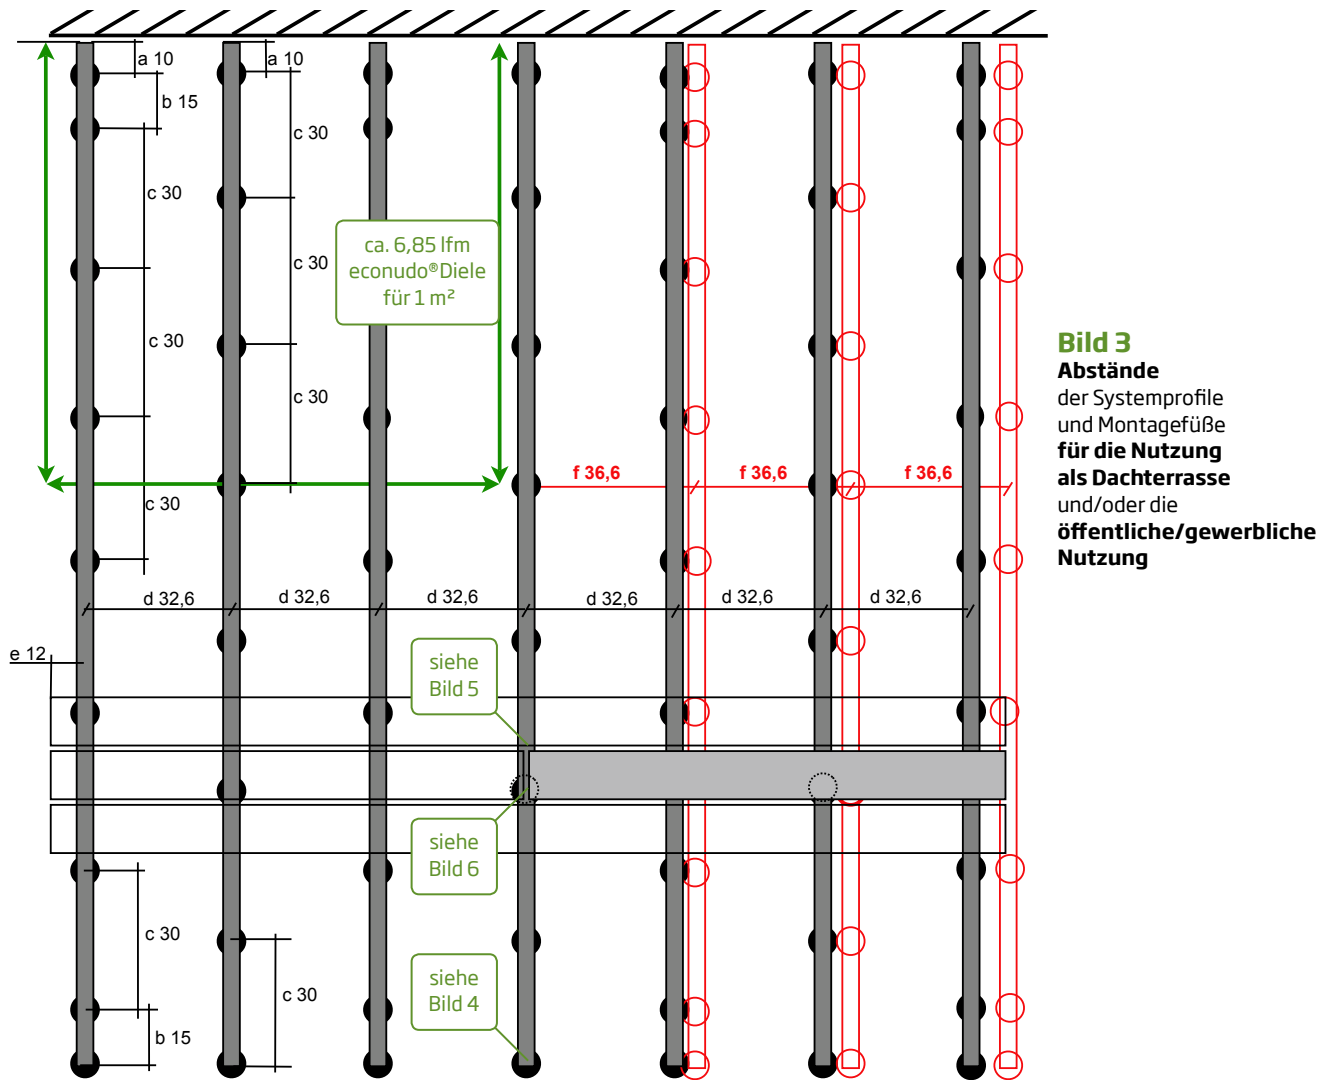 a 10
a 10
b 15
c 30
c 30
c 30
ca. 6,85 lfm
econudo®Diele
für 1 m²
c 30
c 30
c 30
c 30
f 36,6
f 36,6
f 36,6
d 32,6
d 32,6
d 32,6
d 32,6
d 32,6
d 32,6
e 12
siehe
Bild 5
siehe
Bild 6
c 30
siehe
Bild 4
c 30
b 15
Bild 3
Abstände
der Systemprofile
und Montagefüße
für die Nutzung
als Dachterrasse
und/oder die
öffentliche/gewerbliche
Nutzung